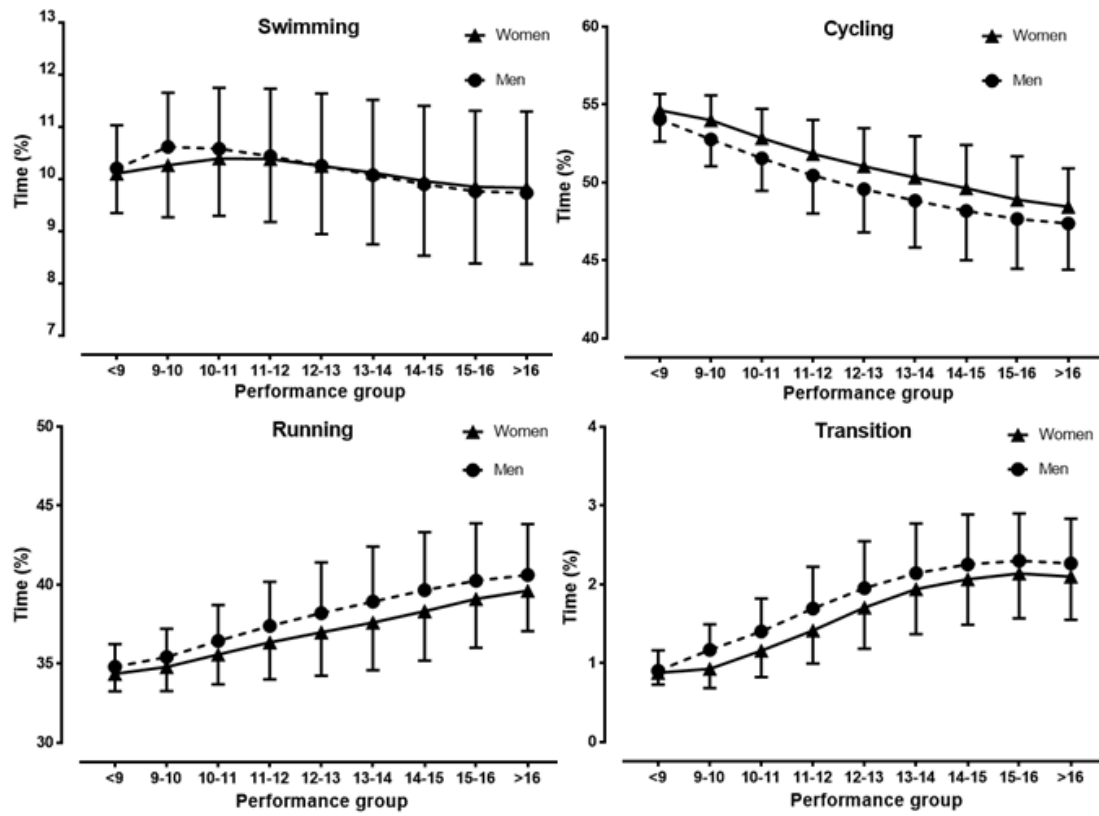 Swimming
Women
Men
Time (%)
13
12
11
10
9
8
7
<9 9-10 10-11 11-12 12-13 13-14 14-15 15-16 >16
Performance group
Cycling
Women
Men
Time (%)
60
55
50
45
40
<9 9-10 10-11 11-12 12-13 13-14 14-15 15-16 >16
Performance group
Running
Women
Men
Time (%)
50
45
40
35
30
<9 9-10 10-11 11-12 12-13 13-14 14-15 15-16 >16
Performance group
Transition
Women
Men
Time (%)
4
3
2
1
0
<9 9-10 10-11 11-12 12-13 13-14 14-15 15-16 >16
Performance group